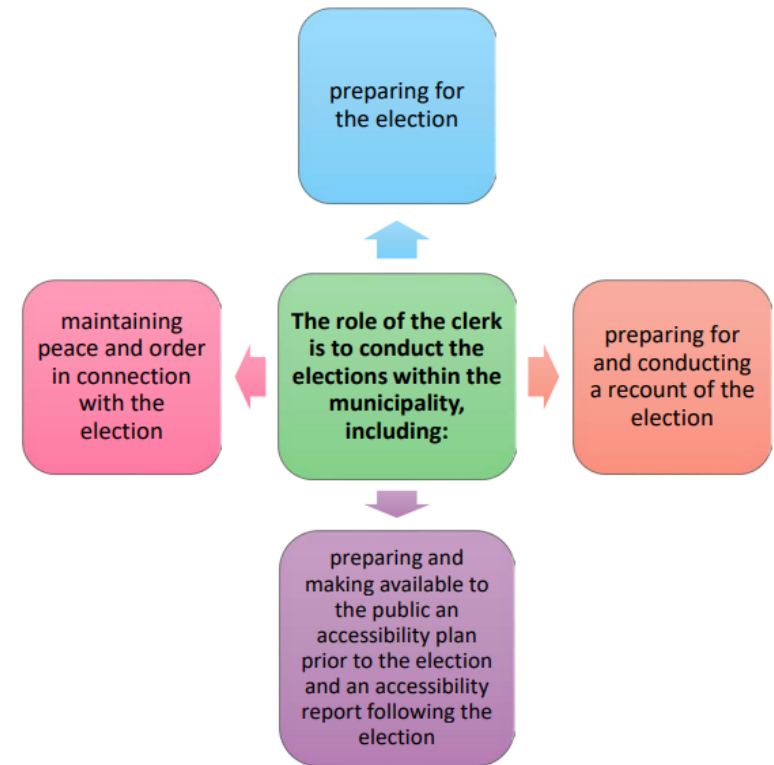 preparing for
the election
maintaining
peace and order
in connection
with the
election
The role of the clerk
is to conduct the
elections within the
municipality,
including:
preparing for
and conducting
a recount of the
election
preparing and
making available to
the public an
accessibility plan
prior to the election
and an accessibility
report following the
election